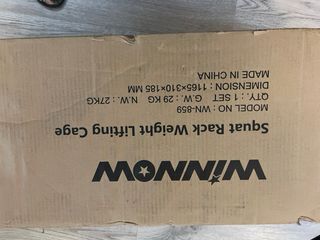 WINNOW
Squat Rack Weight Lifting Cage
MODEL NO : WN-859
QTY. : 1 SET G.W. : 29 KG N.W. : 27KG
DIMENSION : 1165×310×185 MM
MADE IN CHINA